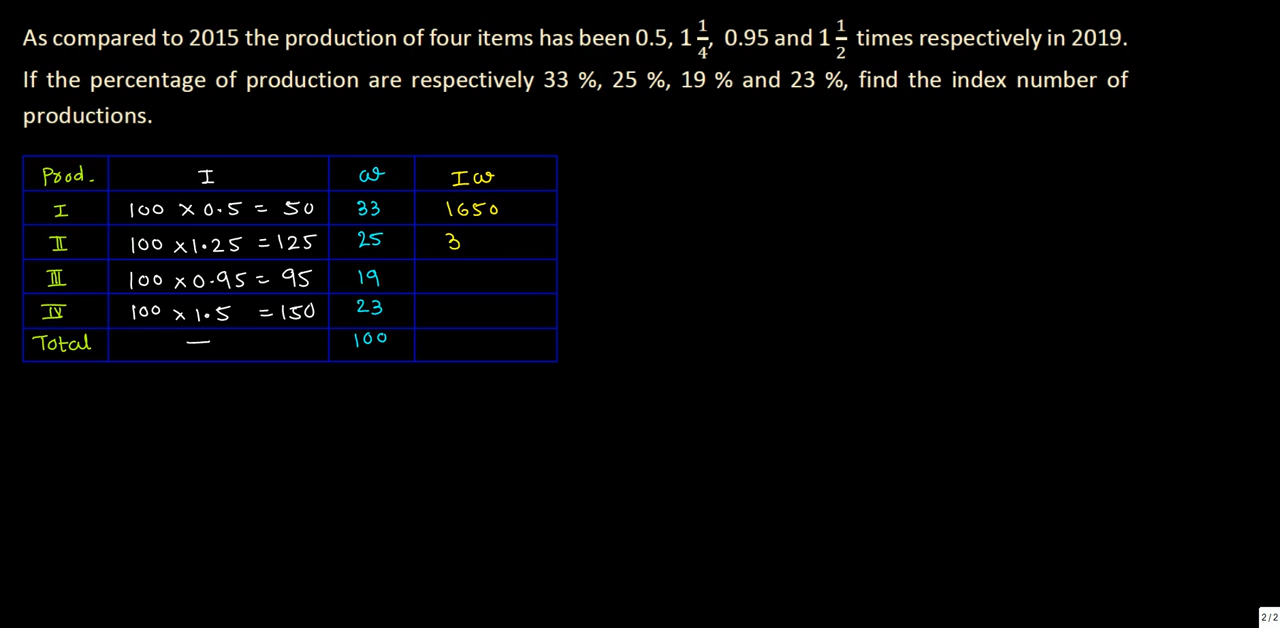 As compared to 2015 the production of four items has been 0.5, 1 1/4, 0.95 and 1 1/2 times respectively in 2019.
If the percentage of production are respectively 33 %, 25 %, 19 % and 23 %, find the index number of
productions.
Prod. I w Iw
I 100 × 0.5 = 50 33 1650
II 100 × 1.25 = 125 25 3
III 100 × 0.95 = 95 19
IV 100 × 1.5 = 150 23
Total — 100
2/2